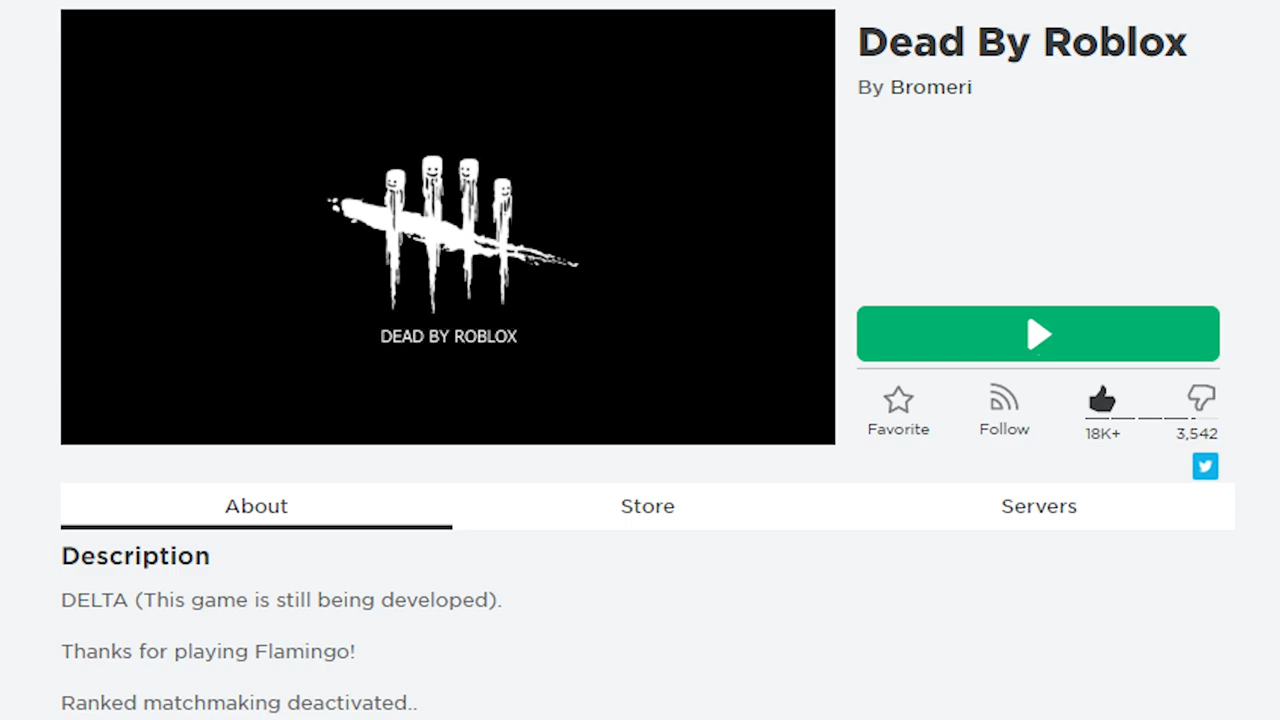 DEAD BY ROBLOX
Dead By Roblox
By Bromeri
Favorite
Follow
18K+
3,542
About
Store
Servers
Description
DELTA (This game is still being developed).
Thanks for playing Flamingo!
Ranked matchmaking deactivated..